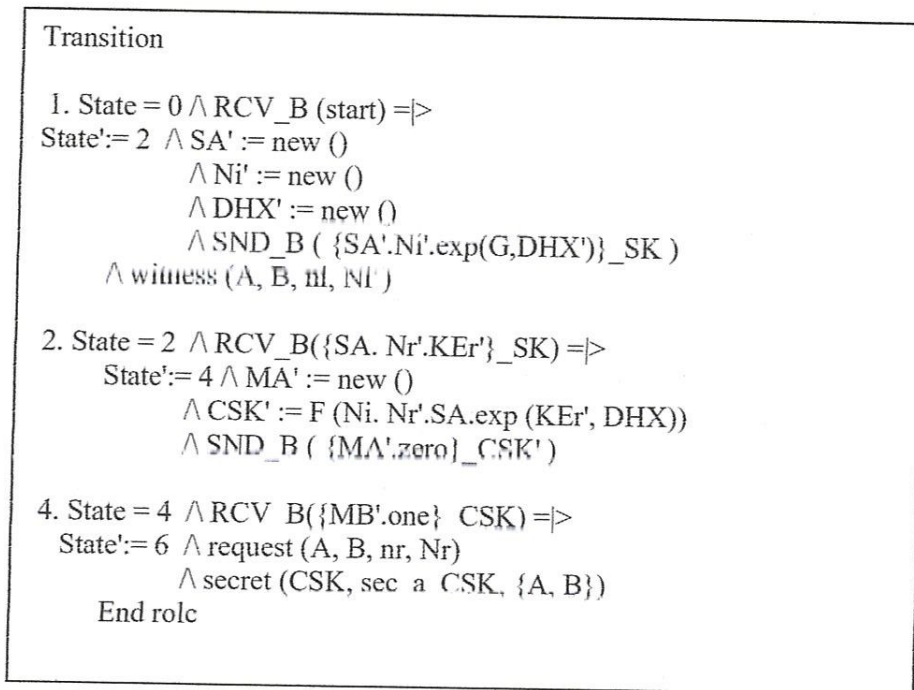 Transition
1. State = 0 /\ RCV_B (start) =|>
State':= 2 /\ SA' := new ()
/\ Ni' := new ()
/\ DHX' := new ()
/\ SND_B ( {SA'.Ni'.exp(G,DHX')}_SK )
/\ witness (A, B, nI, NI' )
2. State = 2 /\ RCV_B({SA. Nr'.KEr'}_SK) =|>
State':= 4 /\ MA' := new ()
/\ CSK' := F (Ni. Nr'.SA.exp (KEr', DHX))
/\ SND_B ( {MA'.zero}_CSK' )
4. State = 4 /\ RCV B({MB'.one} CSK) =|>
State':= 6 /\ request (A, B, nr, Nr)
/\ secret (CSK, sec a CSK, {A, B})
End role